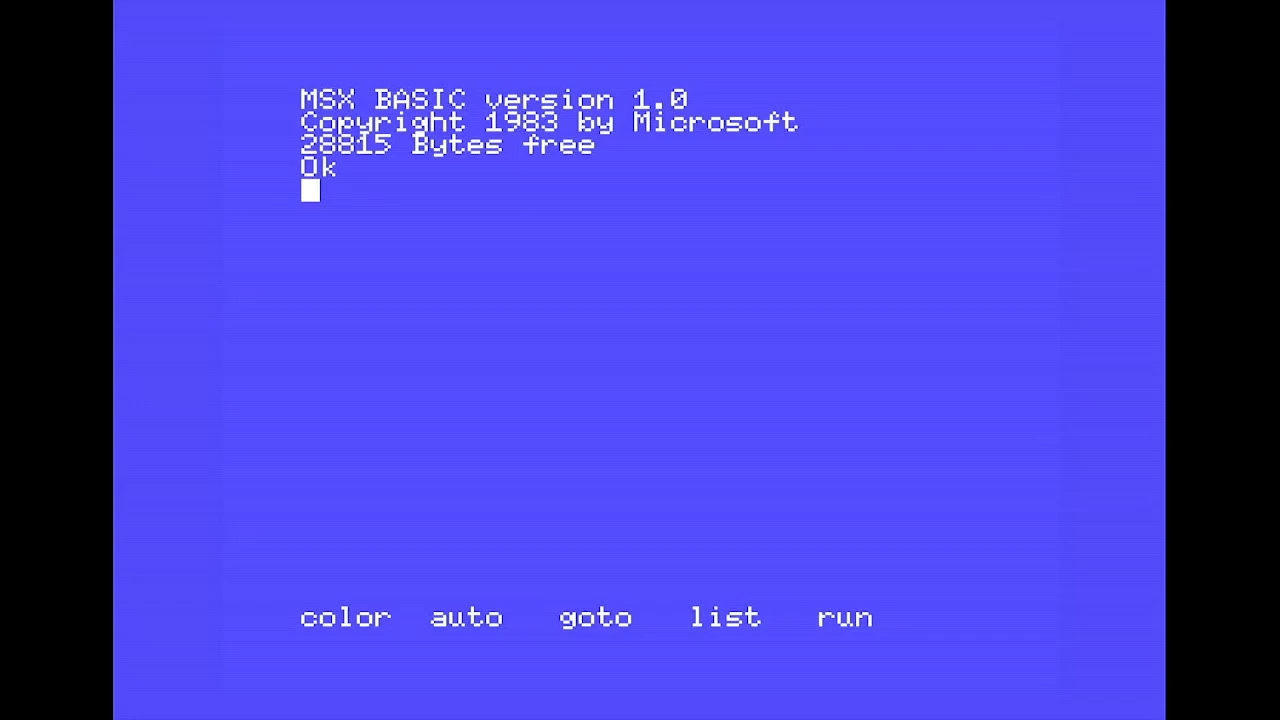 MSX BASIC version 1.0
Copyright 1983 by Microsoft
28815 Bytes free
Ok
color auto goto list run